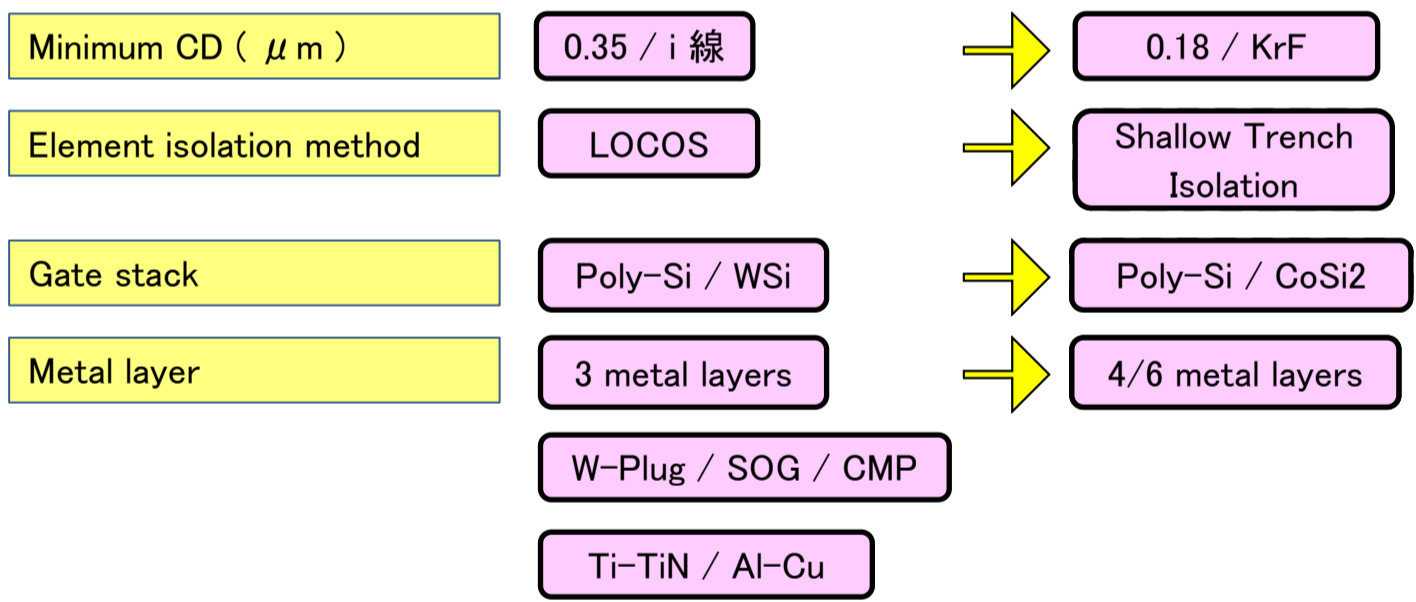 Minimum CD ( μm )
0.35 / i 線
0.18 / KrF
Element isolation method
LOCOS
Shallow Trench
Isolation
Gate stack
Poly-Si / WSi
Poly-Si / CoSi2
Metal layer
3 metal layers
4/6 metal layers
W-Plug / SOG / CMP
Ti-TiN / Al-Cu